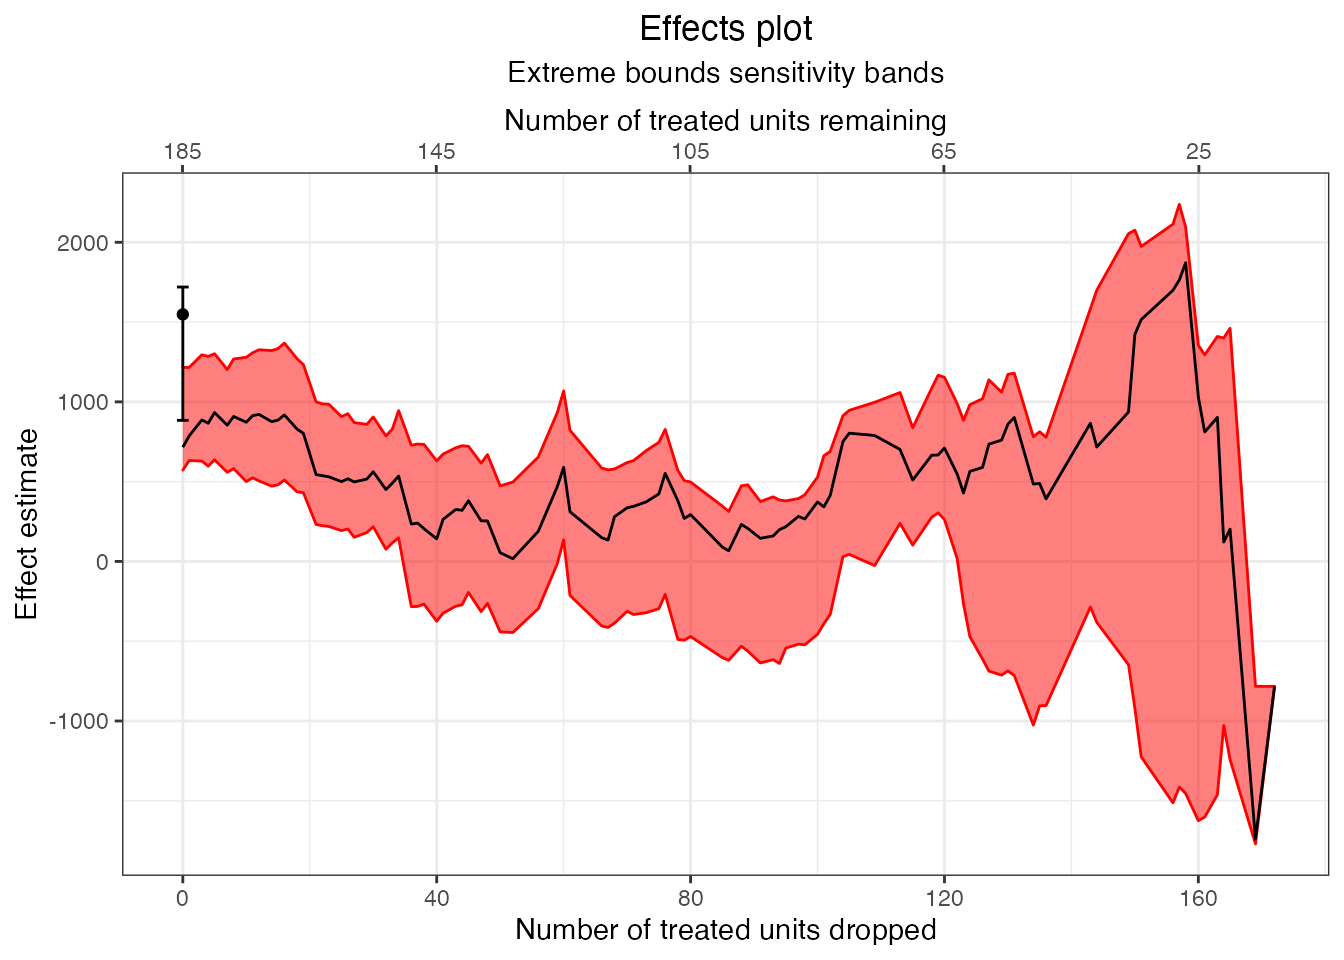 Effects plot
Extreme bounds sensitivity bands
Number of treated units remaining
185 145 105 65 25
2000
1000
0
-1000
Effect estimate
0 40 80 120 160
Number of treated units dropped